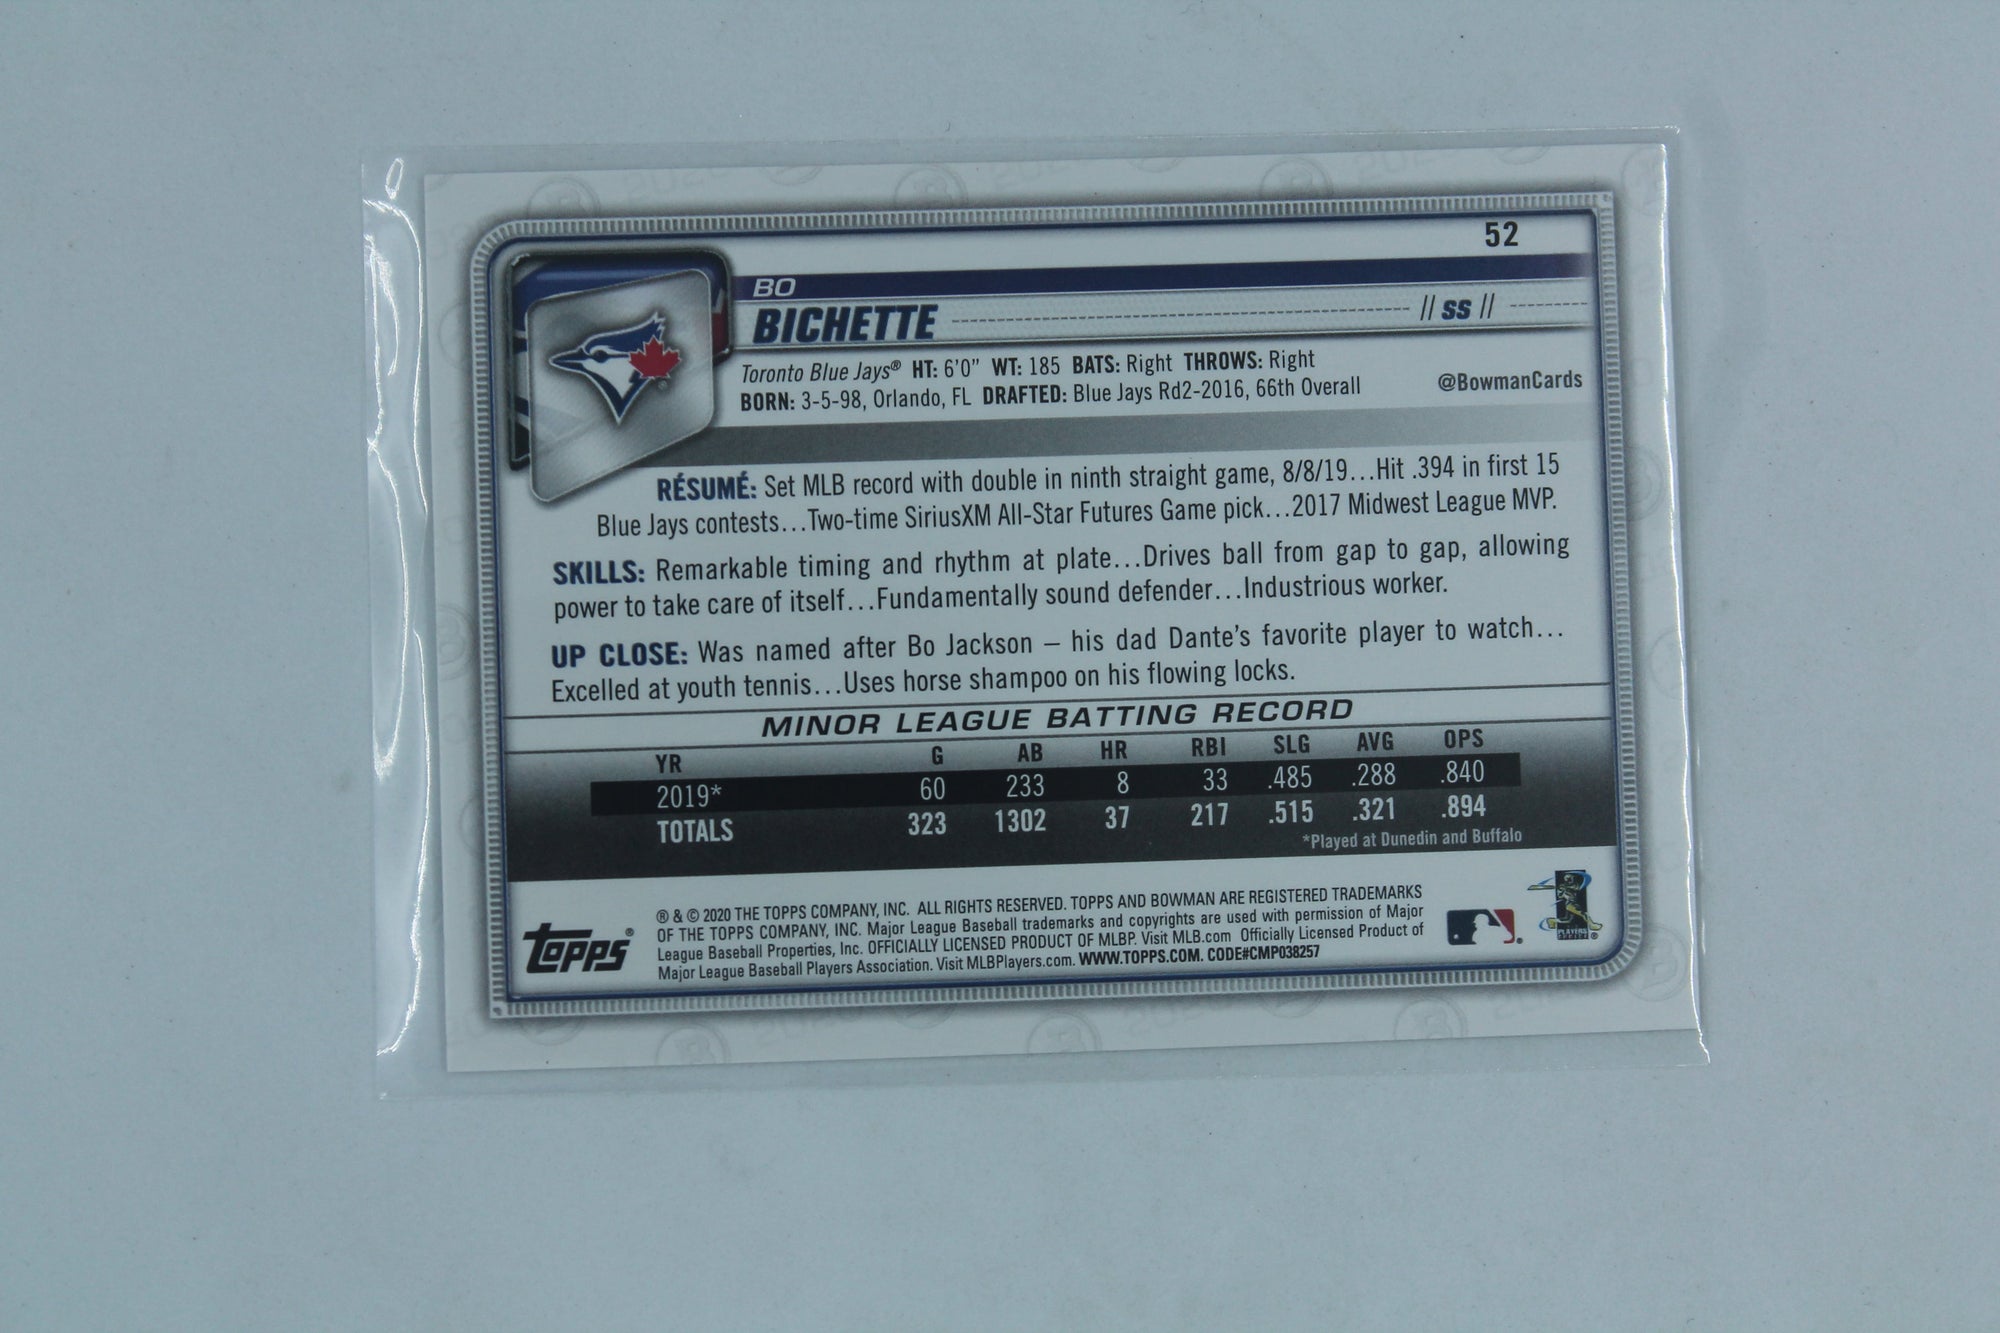 52
BO
BICHETTE // SS //
Toronto Blue Jays® HT: 6'0" WT: 185 BATS: Right THROWS: Right
BORN: 3-5-98, Orlando, FL DRAFTED: Blue Jays Rd2-2016, 66th Overall
@BowmanCards
RÉSUMÉ: Set MLB record with double in ninth straight game, 8/8/19...Hit .394 in first 15
Blue Jays contests...Two-time SiriusXM All-Star Futures Game pick...2017 Midwest League MVP.
SKILLS: Remarkable timing and rhythm at plate...Drives ball from gap to gap, allowing
power to take care of itself...Fundamentally sound defender...Industrious worker.
UP CLOSE: Was named after Bo Jackson – his dad Dante's favorite player to watch...
Excelled at youth tennis...Uses horse shampoo on his flowing locks.
MINOR LEAGUE BATTING RECORD
YR G AB HR RBI SLG AVG OPS
2019* 60 233 8 33 .485 .288 .840
TOTALS 323 1302 37 217 .515 .321 .894
*Played at Dunedin and Buffalo
Topps®
® & © 2020 THE TOPPS COMPANY, INC. ALL RIGHTS RESERVED. TOPPS AND BOWMAN ARE REGISTERED TRADEMARKS
OF THE TOPPS COMPANY, INC. Major League Baseball trademarks and copyrights are used with permission of Major
League Baseball Properties, Inc. OFFICIALLY LICENSED PRODUCT OF MLBP. Visit MLB.com Officially Licensed Product of
Major League Baseball Players Association. Visit MLBPlayers.com. WWW.TOPPS.COM. CODE#CMP038257
PLAYERS
CHOICE ®